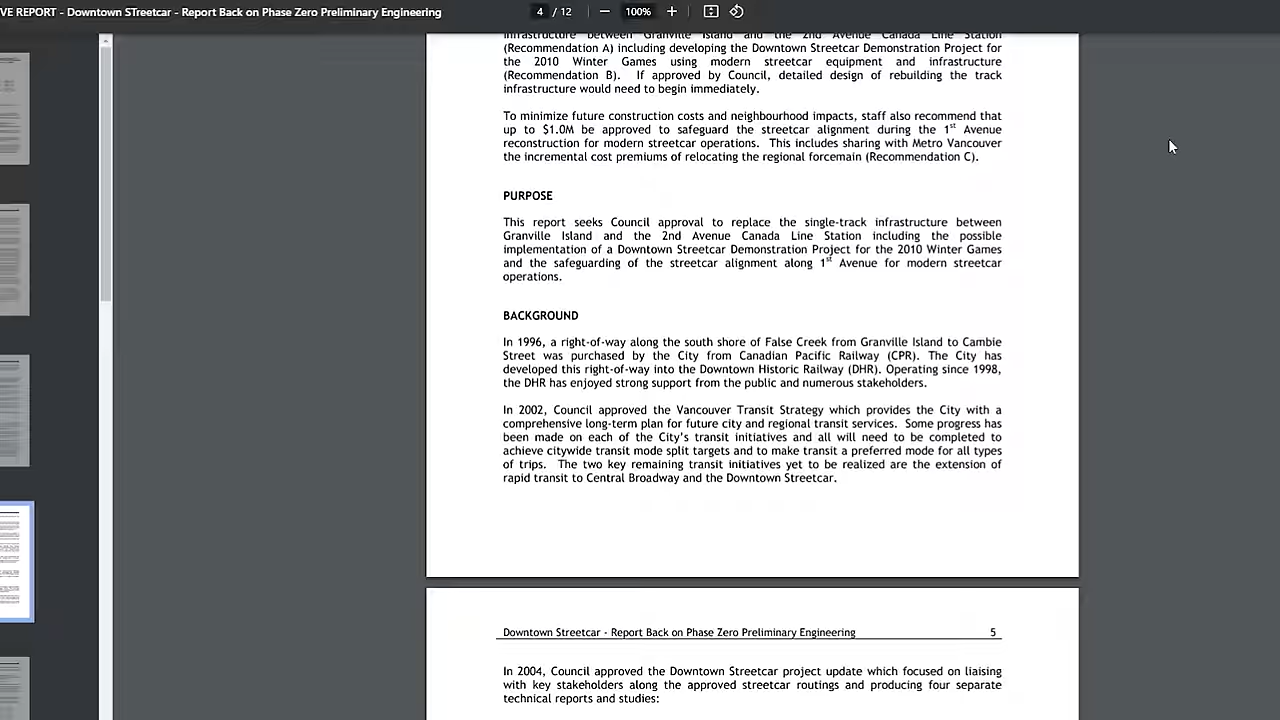 VE REPORT - Downtown STreetcar - Report Back on Phase Zero Preliminary Engineering
4 / 12
100%
infrastructure between Granville Island and the 2nd Avenue Canada Line Station
(Recommendation A) including developing the Downtown Streetcar Demonstration Project for
the 2010 Winter Games using modern streetcar equipment and infrastructure
(Recommendation B). If approved by Council, detailed design of rebuilding the track
infrastructure would need to begin immediately.
To minimize future construction costs and neighbourhood impacts, staff also recommend that
up to $1.0M be approved to safeguard the streetcar alignment during the 1st Avenue
reconstruction for modern streetcar operations. This includes sharing with Metro Vancouver
the incremental cost premiums of relocating the regional forcemain (Recommendation C).
PURPOSE
This report seeks Council approval to replace the single-track infrastructure between
Granville Island and the 2nd Avenue Canada Line Station including the possible
implementation of a Downtown Streetcar Demonstration Project for the 2010 Winter Games
and the safeguarding of the streetcar alignment along 1st Avenue for modern streetcar
operations.
BACKGROUND
In 1996, a right-of-way along the south shore of False Creek from Granville Island to Cambie
Street was purchased by the City from Canadian Pacific Railway (CPR). The City has
developed this right-of-way into the Downtown Historic Railway (DHR). Operating since 1998,
the DHR has enjoyed strong support from the public and numerous stakeholders.
In 2002, Council approved the Vancouver Transit Strategy which provides the City with a
comprehensive long-term plan for future city and regional transit services. Some progress has
been made on each of the City's transit initiatives and all will need to be completed to
achieve citywide transit mode split targets and to make transit a preferred mode for all types
of trips. The two key remaining transit initiatives yet to be realized are the extension of
rapid transit to Central Broadway and the Downtown Streetcar.
Downtown Streetcar - Report Back on Phase Zero Preliminary Engineering 5
In 2004, Council approved the Downtown Streetcar project update which focused on liaising
with key stakeholders along the approved streetcar routings and producing four separate
technical reports and studies: